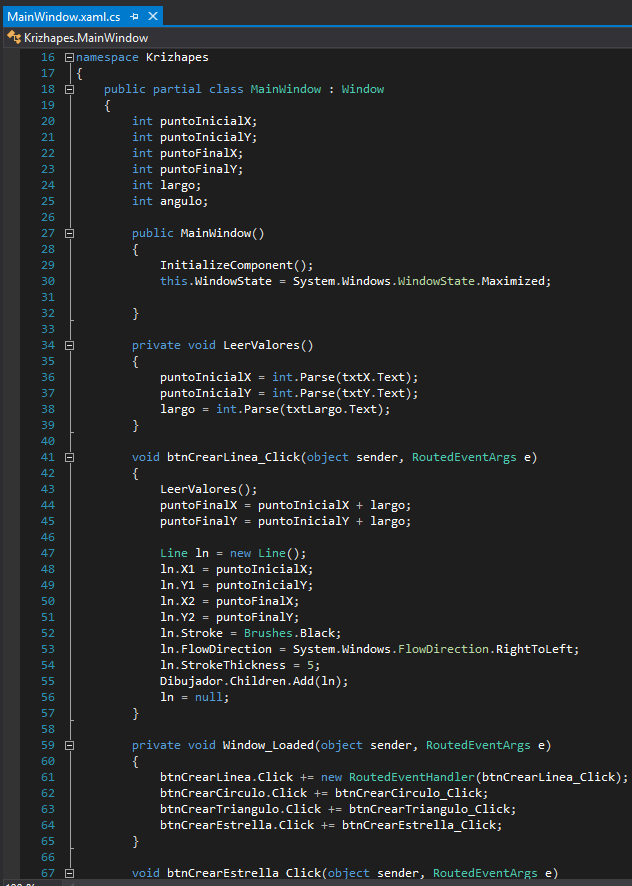 MainWindow.xaml.cs
Krizhapes.MainWindow
16 namespace Krizhapes
17 {
18 public partial class MainWindow : Window
19 {
20 int puntoInicialX;
21 int puntoInicialY;
22 int puntoFinalX;
23 int puntoFinalY;
24 int largo;
25 int angulo;
26
27 public MainWindow()
28 {
29 InitializeComponent();
30 this.WindowState = System.Windows.WindowState.Maximized;
31
32 }
33
34 private void LeerValores()
35 {
36 puntoInicialX = int.Parse(txtX.Text);
37 puntoInicialY = int.Parse(txtY.Text);
38 largo = int.Parse(txtLargo.Text);
39 }
40
41 void btnCrearLinea_Click(object sender, RoutedEventArgs e)
42 {
43 LeerValores();
44 puntoFinalX = puntoInicialX + largo;
45 puntoFinalY = puntoInicialY + largo;
46
47 Line ln = new Line();
48 ln.X1 = puntoInicialX;
49 ln.Y1 = puntoInicialY;
50 ln.X2 = puntoFinalX;
51 ln.Y2 = puntoFinalY;
52 ln.Stroke = Brushes.Black;
53 ln.FlowDirection = System.Windows.FlowDirection.RightToLeft;
54 ln.StrokeThickness = 5;
55 Dibujador.Children.Add(ln);
56 ln = null;
57 }
58
59 private void Window_Loaded(object sender, RoutedEventArgs e)
60 {
61 btnCrearLinea.Click += new RoutedEventHandler(btnCrearLinea_Click);
62 btnCrearCirculo.Click += btnCrearCirculo_Click;
63 btnCrearTriangulo.Click += btnCrearTriangulo_Click;
64 btnCrearEstrella.Click += btnCrearEstrella_Click;
65 }
66
67 void btnCrearEstrella_Click(object sender, RoutedEventArgs e)